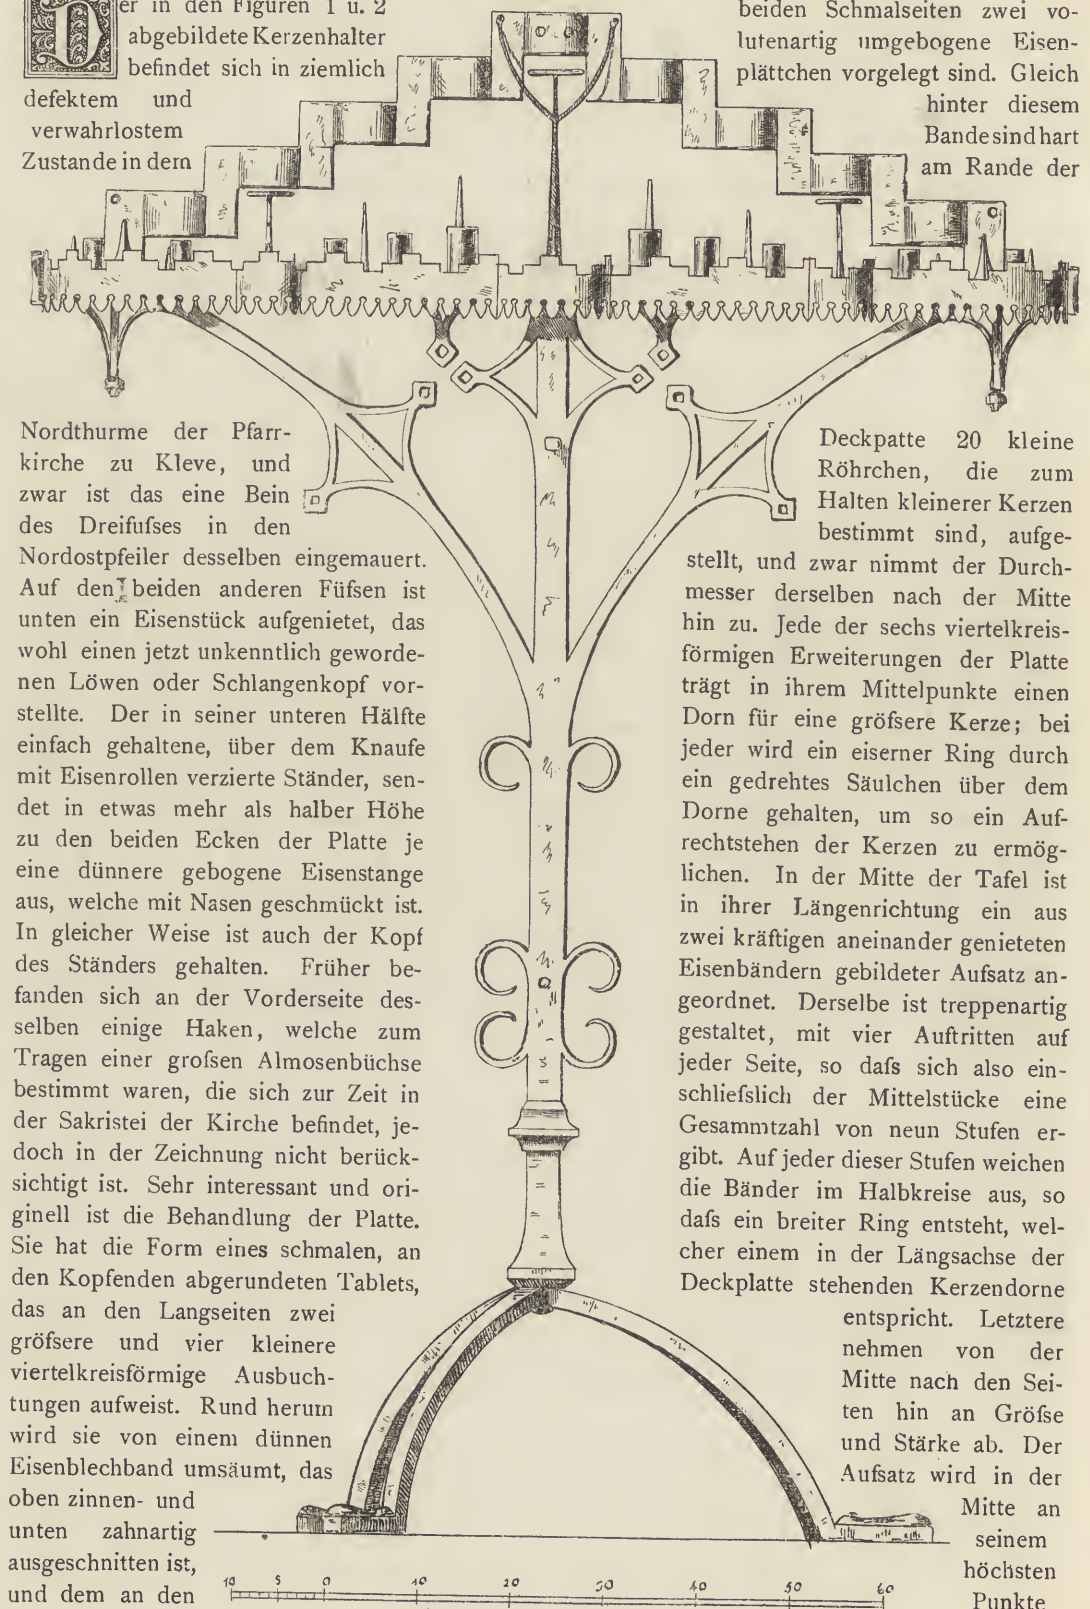 Der in den Figuren 1 u. 2
abgebildete Kerzenhalter
befindet sich in ziemlich
defektem und
verwahrlostem
Zustande in dem
Nordthurme der Pfarr-
kirche zu Kleve, und
zwar ist das eine Bein
des Dreifuſses in den
Nordostpfeiler desselben eingemauert.
Auf den beiden anderen Füſsen ist
unten ein Eisenstück aufgenietet, das
wohl einen jetzt unkenntlich geworde-
nen Löwen oder Schlangenkopf vor-
stellte. Der in seiner unteren Hälfte
einfach gehaltene, über dem Knaufe
mit Eisenrollen verzierte Ständer, sen-
det in etwas mehr als halber Höhe
zu den beiden Ecken der Platte je
eine dünnere gebogene Eisenstange
aus, welche mit Nasen geschmückt ist.
In gleicher Weise ist auch der Kopf
des Ständers gehalten. Früher be-
fanden sich an der Vorderseite des-
selben einige Haken, welche zum
Tragen einer groſsen Almosenbüchse
bestimmt waren, die sich zur Zeit in
der Sakristei der Kirche befindet, je-
doch in der Zeichnung nicht berück-
sichtigt ist. Sehr interessant und ori-
ginell ist die Behandlung der Platte.
Sie hat die Form eines schmalen, an
den Kopfenden abgerundeten Tablets,
das an den Langseiten zwei
gröſsere und vier kleinere
viertelkreisförmige Ausbuch-
tungen aufweist. Rund herum
wird sie von einem dünnen
Eisenblechband umsäumt, das
oben zinnen- und
unten zahnartig
ausgeschnitten ist,
und dem an den
beiden Schmalseiten zwei vo-
lutenartig umgebogene Eisen-
plättchen vorgelegt sind. Gleich
hinter diesem
Bande sind hart
am Rande der
Deckpatte 20 kleine
Röhrchen, die zum
Halten kleinerer Kerzen
bestimmt sind, aufge-
stellt, und zwar nimmt der Durch-
messer derselben nach der Mitte
hin zu. Jede der sechs viertelkreis-
förmigen Erweiterungen der Platte
trägt in ihrem Mittelpunkte einen
Dorn für eine gröſsere Kerze; bei
jeder wird ein eiserner Ring durch
ein gedrehtes Säulchen über dem
Dorne gehalten, um so ein Auf-
rechtstehen der Kerzen zu ermög-
lichen. In der Mitte der Tafel ist
in ihrer Längenrichtung ein aus
zwei kräftigen aneinander genieteten
Eisenbändern gebildeter Aufsatz an-
geordnet. Derselbe ist treppenartig
gestaltet, mit vier Auftritten auf
jeder Seite, so daſs sich also ein-
schlieſslich der Mittelstücke eine
Gesammtzahl von neun Stufen er-
gibt. Auf jeder dieser Stufen weichen
die Bänder im Halbkreise aus, so
daſs ein breiter Ring entsteht, wel-
cher einem in der Längsachse der
Deckplatte stehenden Kerzendorne
entspricht. Letztere
nehmen von der
Mitte nach den Sei-
ten hin an Gröſse
und Stärke ab. Der
Aufsatz wird in der
Mitte an
seinem
höchsten
Punkte
10 5 0 10 20 30 40 50 60